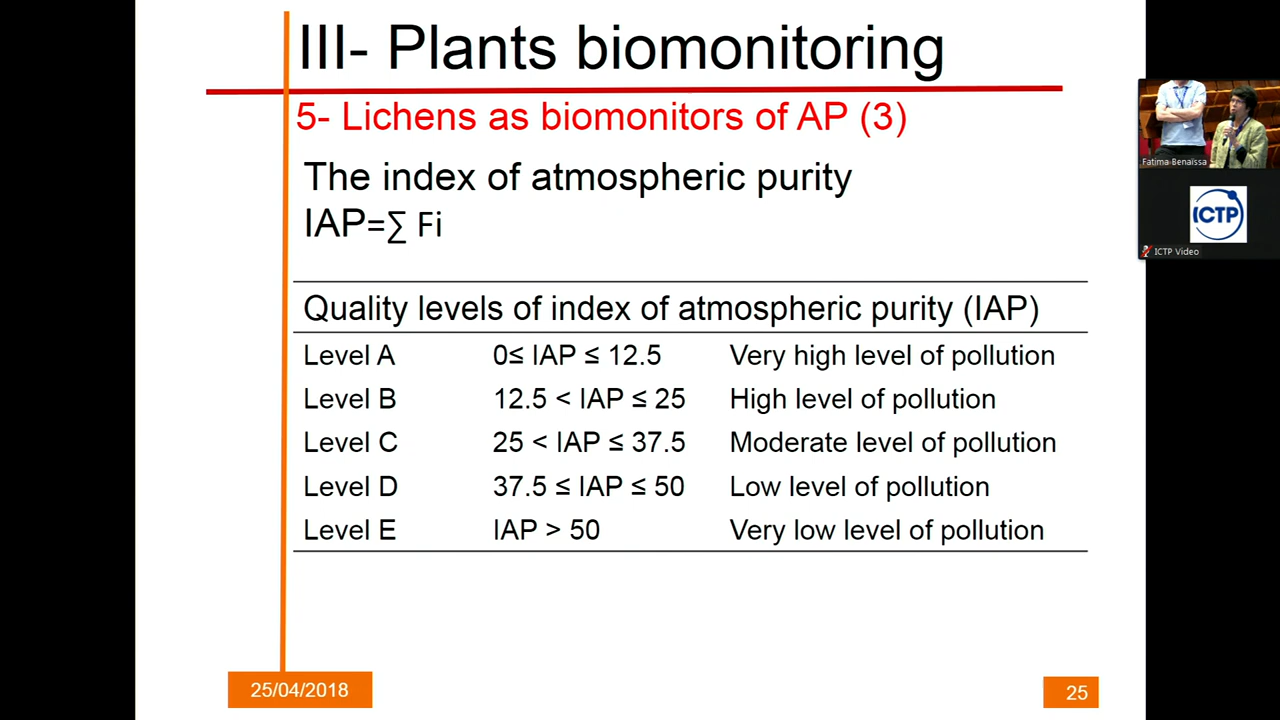 III- Plants biomonitoring
5- Lichens as biomonitors of AP (3)
The index of atmospheric purity
IAP=∑ Fi
Quality levels of index of atmospheric purity (IAP)
Level A 0≤ IAP ≤ 12.5 Very high level of pollution
Level B 12.5 < IAP ≤ 25 High level of pollution
Level C 25 < IAP ≤ 37.5 Moderate level of pollution
Level D 37.5 ≤ IAP ≤ 50 Low level of pollution
Level E IAP > 50 Very low level of pollution
25/04/2018
25
Fatima Benaïssa
ICTP
ICTP Video